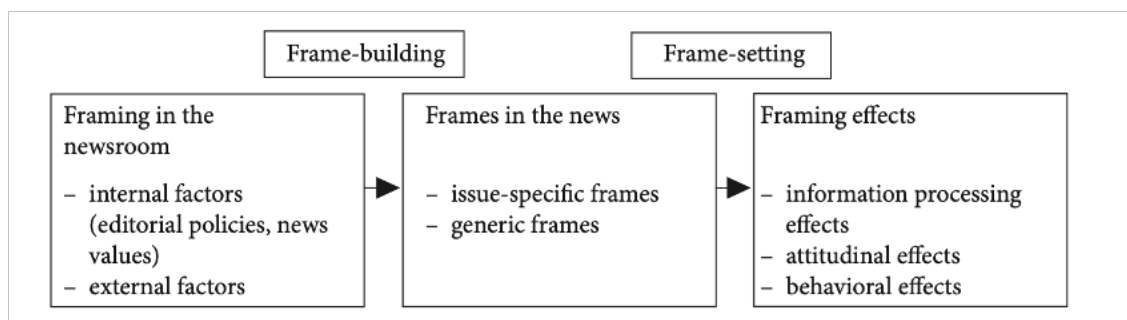 Frame-building
Frame-setting
Framing in the
newsroom
– internal factors
(editorial policies, news
values)
– external factors
Frames in the news
– issue-specific frames
– generic frames
Framing effects
– information processing
effects
– attitudinal effects
– behavioral effects